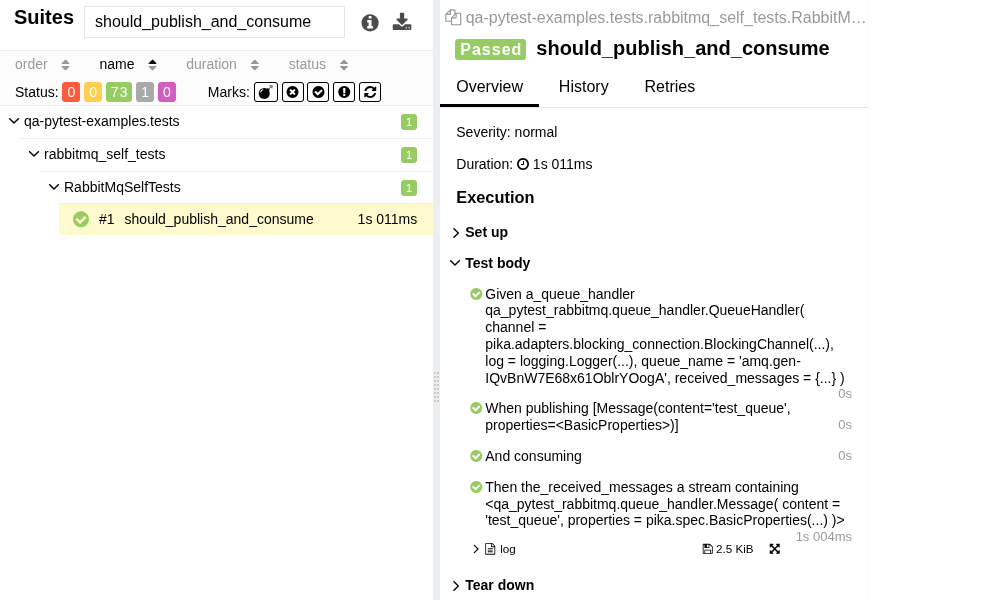 Suites
should_publish_and_consume
order name duration status
Status: 0 0 73 1 0 Marks:
qa-pytest-examples.tests 1
rabbitmq_self_tests 1
RabbitMqSelfTests 1
#1 should_publish_and_consume 1s 011ms
qa-pytest-examples.tests.rabbitmq_self_tests.RabbitM…
Passed should_publish_and_consume
Overview History Retries
Severity: normal
Duration: 1s 011ms
Execution
Set up
Test body
Given a_queue_handler
qa_pytest_rabbitmq.queue_handler.QueueHandler(
channel =
pika.adapters.blocking_connection.BlockingChannel(...),
log = logging.Logger(...), queue_name = 'amq.gen-
IQvBnW7E68x61OblrYOogA', received_messages = {...} )
0s
When publishing [Message(content='test_queue',
properties=<BasicProperties>)] 0s
And consuming 0s
Then the_received_messages a stream containing
<qa_pytest_rabbitmq.queue_handler.Message( content =
'test_queue', properties = pika.spec.BasicProperties(...) )>
1s 004ms
log 2.5 KiB
Tear down